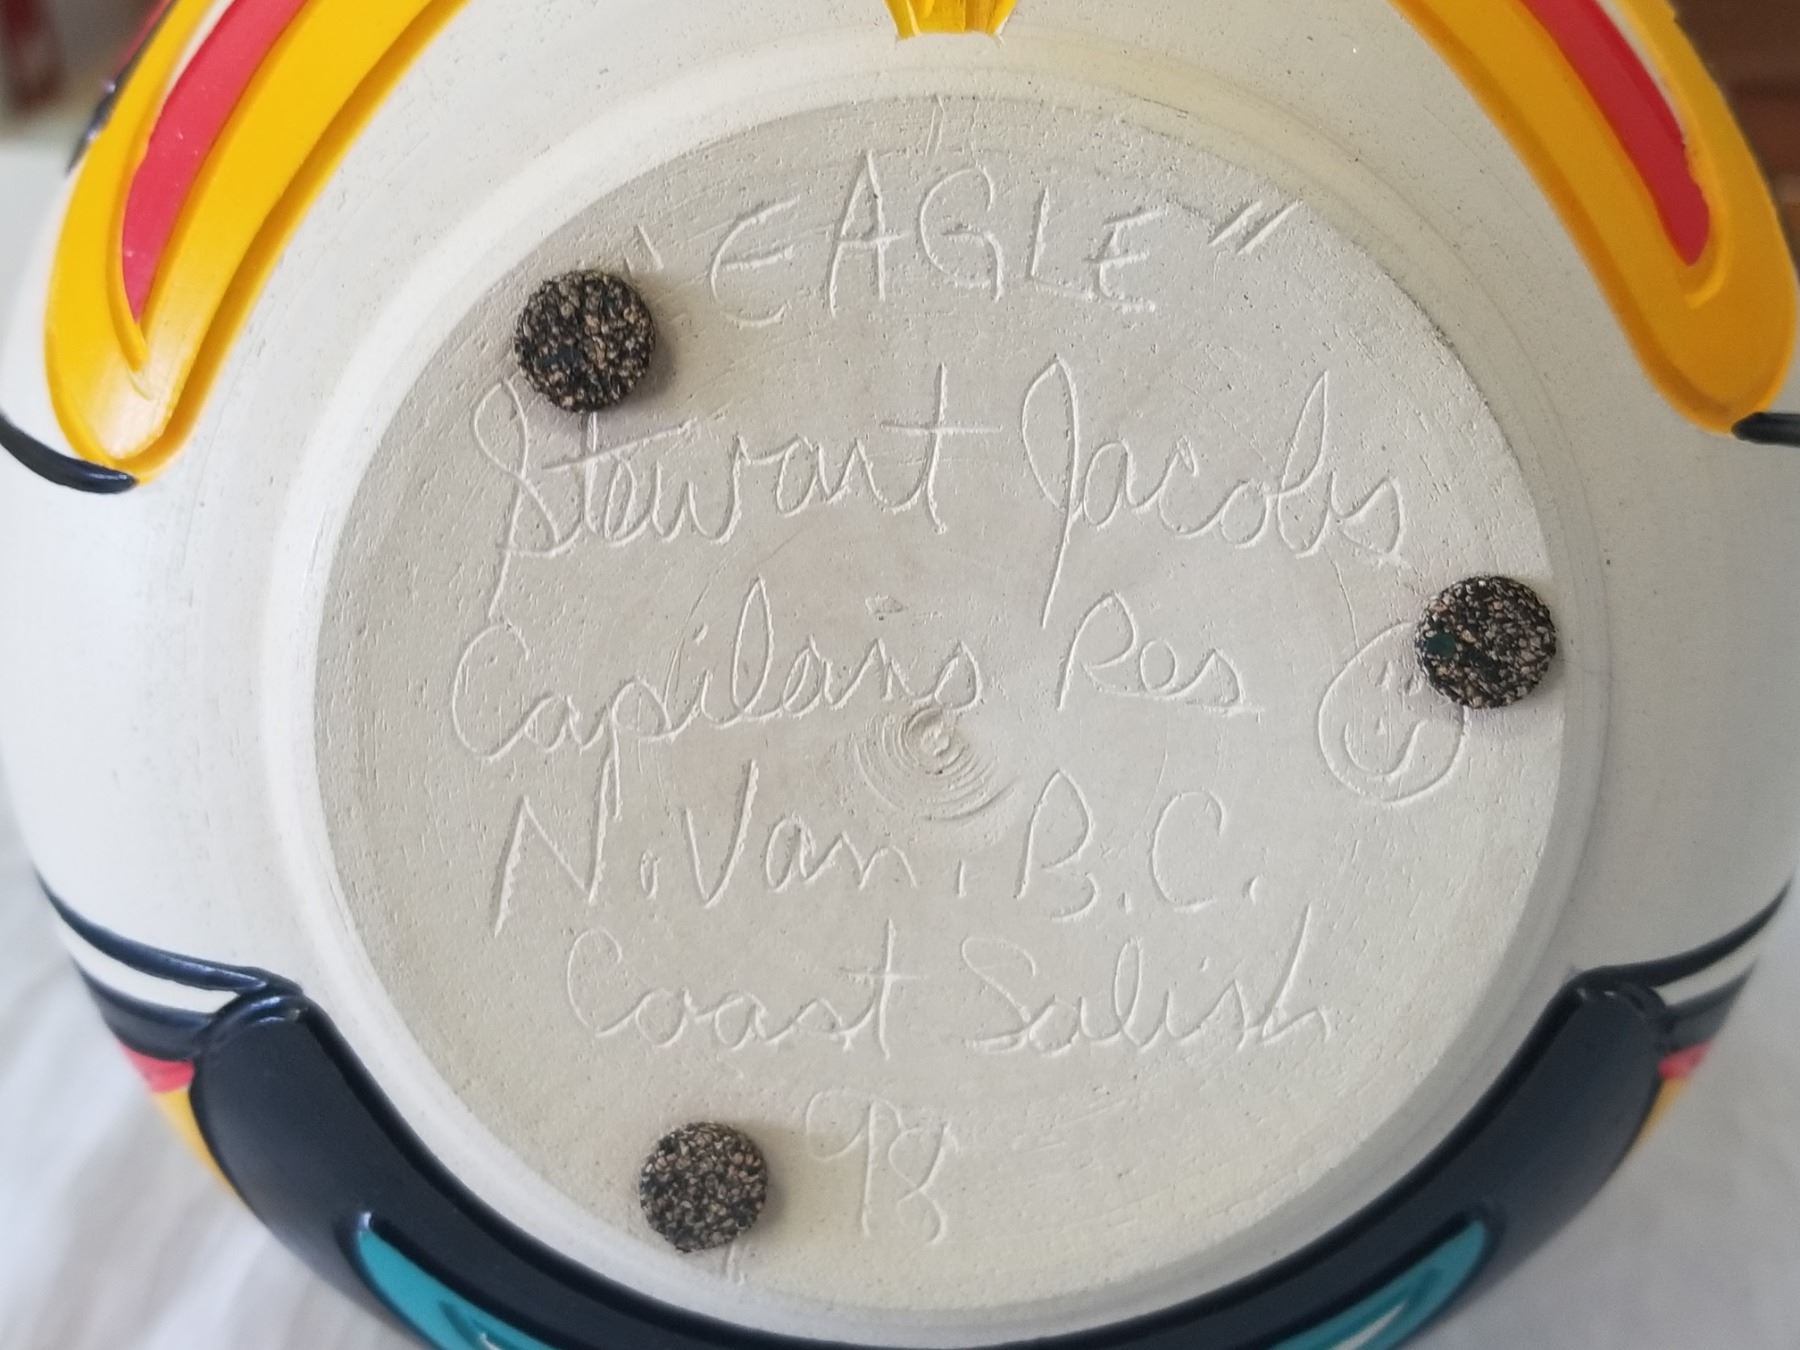 "EAGLE"
Stewart Jacobs
Capilano Res
N. Van. B.C.
Coast Salish
98